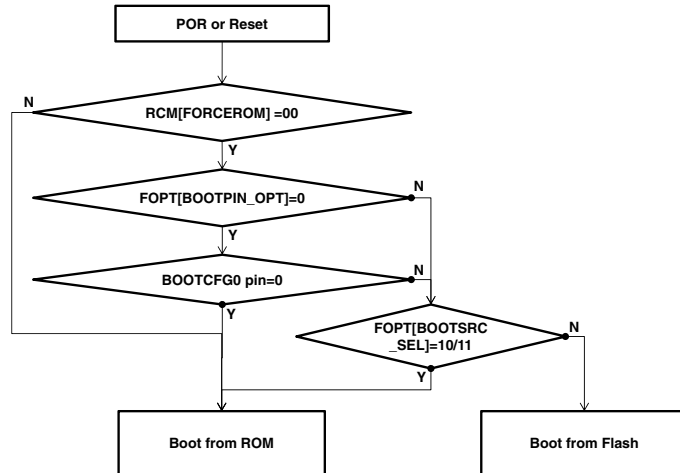 POR or Reset
N
RCM[FORCEROM] =00
Y
N
FOPT[BOOTPIN_OPT]=0
Y
BOOTCFG0 pin=0
N
Y
FOPT[BOOTSRC
_SEL]=10/11
N
Y
Boot from ROM
Boot from Flash